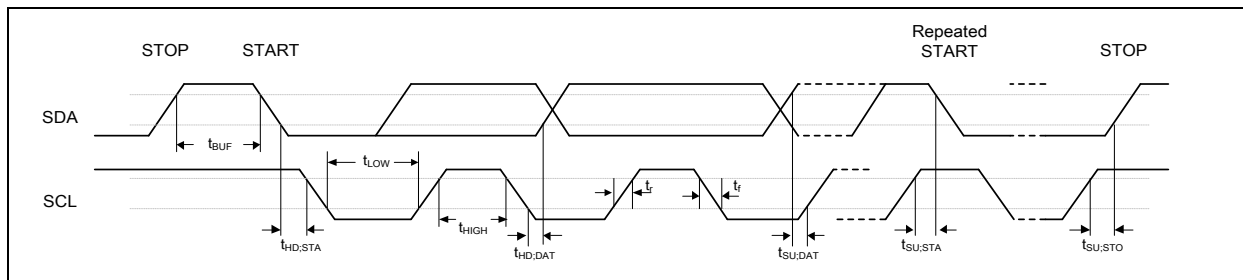 STOP
START
Repeated
START
STOP
SDA
tBUF
tLOW
SCL
tr
tf
tHIGH
tHD;STA
tHD;DAT
tSU;DAT
tSU;STA
tSU;STO